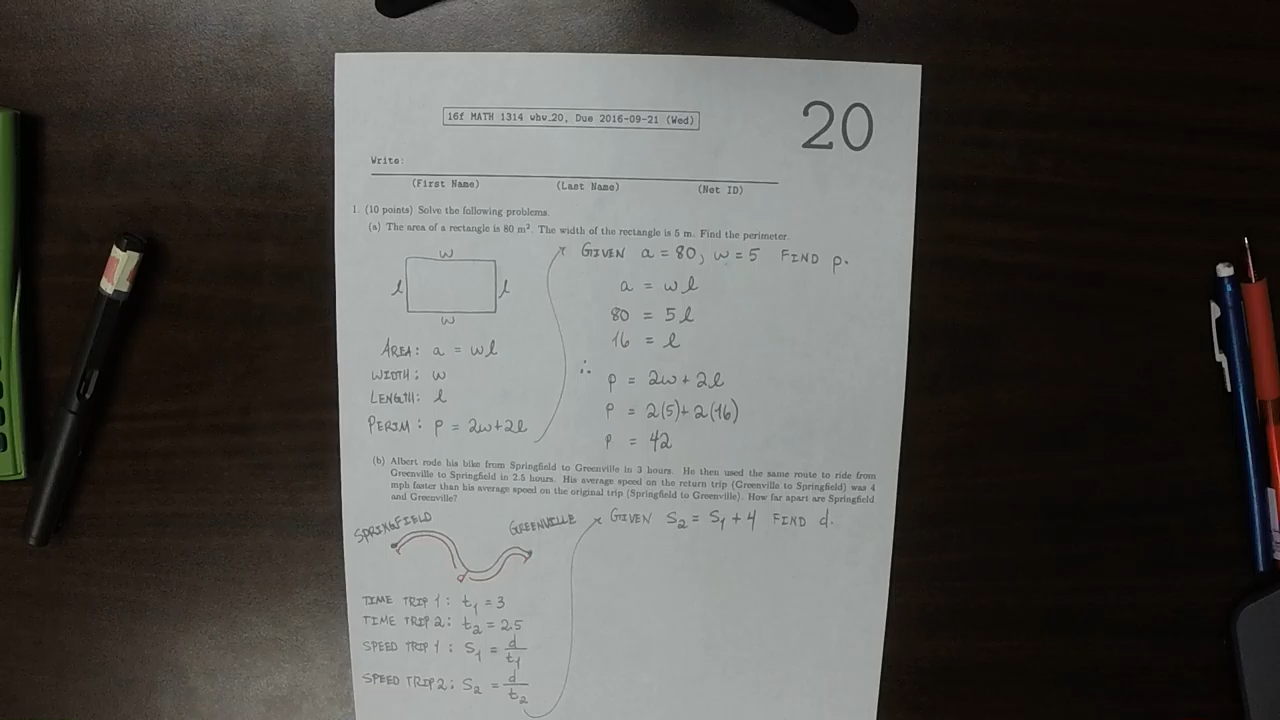 16f MATH 1314 whw_20, Due 2016-09-21 (Wed)
20
Write:
(First Name) (Last Name) (Net ID)
1. (10 points) Solve the following problems.
(a) The area of a rectangle is 80 m². The width of the rectangle is 5 m. Find the perimeter.
w
l l
w
AREA: a = wl
WIDTH: w
LENGTH: l
PERIM: p = 2w+2l
GIVEN a = 80, w = 5 FIND p.
a = wl
80 = 5l
16 = l
∴ p = 2w + 2l
p = 2(5)+2(16)
p = 42
(b) Albert rode his bike from Springfield to Greenville in 3 hours. He then used the same route to ride from
Greenville to Springfield in 2.5 hours. His average speed on the return trip (Greenville to Springfield) was 4
mph faster than his average speed on the original trip (Springfield to Greenville). How far apart are Springfield
and Greenville?
SPRINGFIELD GREENVILLE
TIME TRIP 1: t₁ = 3
TIME TRIP 2: t₂ = 2.5
SPEED TRIP 1: S₁ = d/t₁
SPEED TRIP 2: S₂ = d/t₂
GIVEN S₂ = S₁ + 4 FIND d.